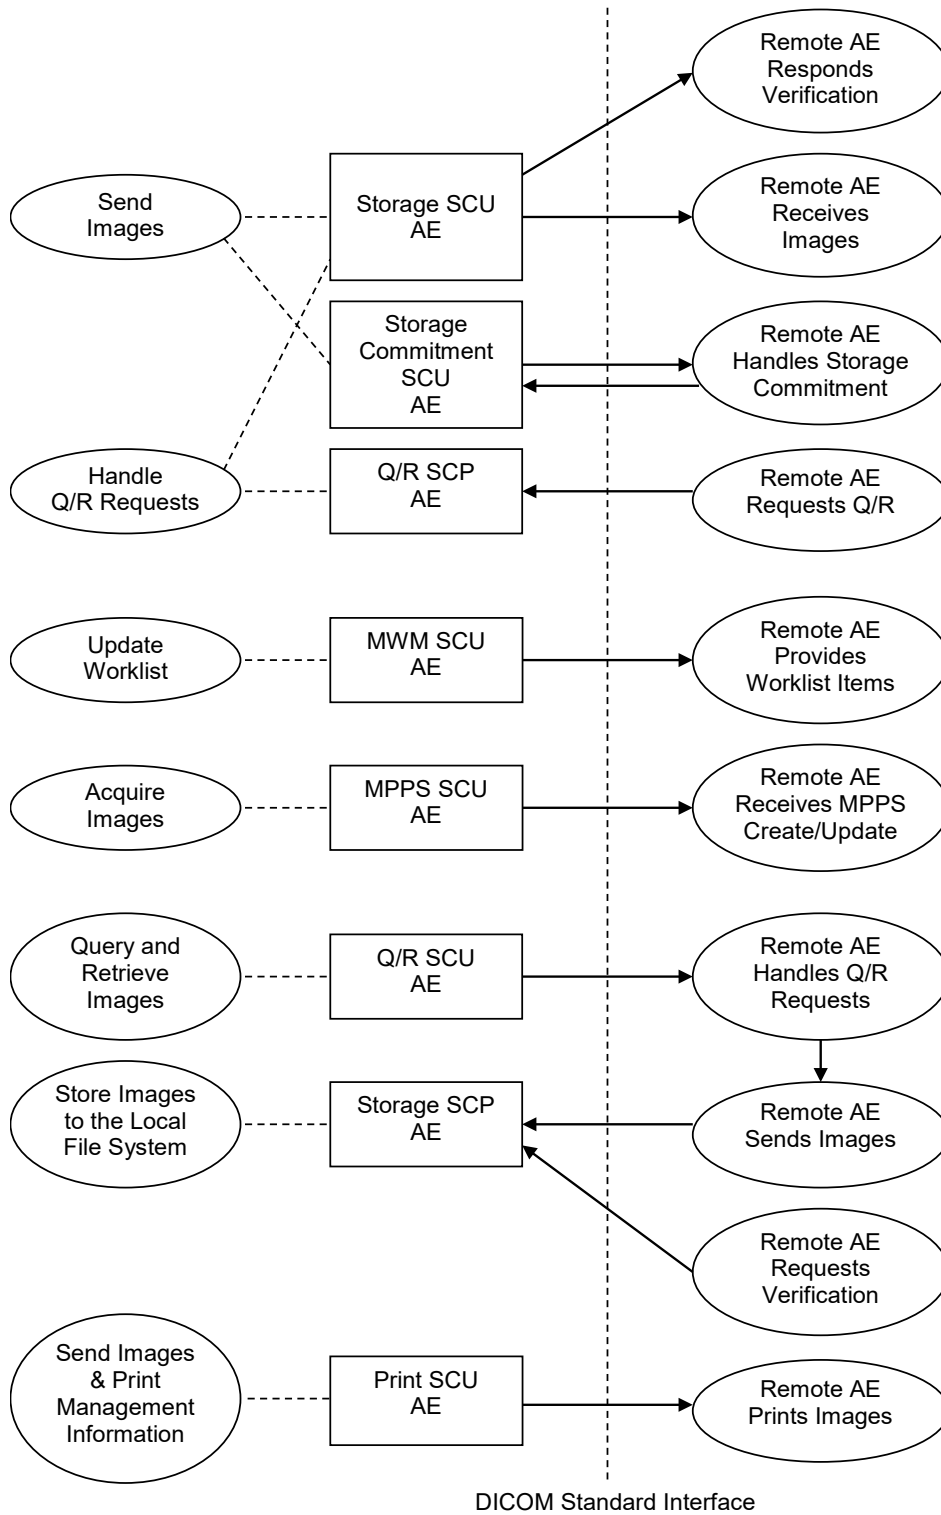 Remote AE
Responds
Verification
Send
Images
Storage SCU
AE
Remote AE
Receives
Images
Storage
Commitment
SCU
AE
Remote AE
Handles Storage
Commitment
Handle
Q/R Requests
Q/R SCP
AE
Remote AE
Requests Q/R
Update
Worklist
MWM SCU
AE
Remote AE
Provides
Worklist Items
Acquire
Images
MPPS SCU
AE
Remote AE
Receives MPPS
Create/Update
Query and
Retrieve
Images
Q/R SCU
AE
Remote AE
Handles Q/R
Requests
Store Images
to the Local
File System
Storage SCP
AE
Remote AE
Sends Images
Remote AE
Requests
Verification
Send Images
& Print
Management
Information
Print SCU
AE
Remote AE
Prints Images
DICOM Standard Interface